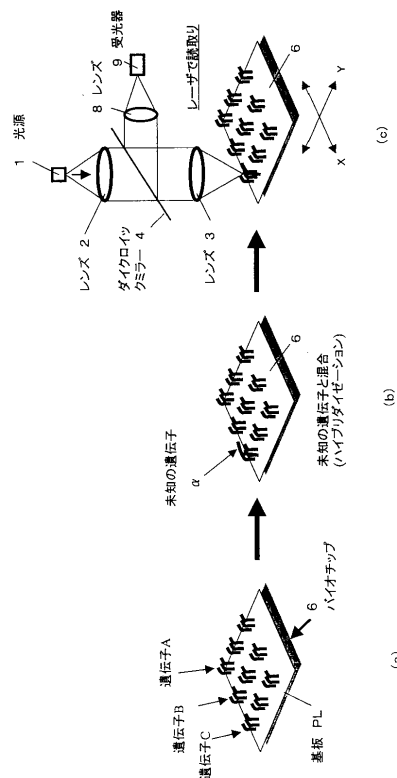 遺伝子A
遺伝子B
遺伝子C
基板 PL
6
バイオチップ
(a)
未知の遺伝子
α
6
未知の遺伝子と混合
(ハイブリダイゼーション)
(b)
光源
1
レンズ 2
ダイクロイッ
クミラー 4
レンズ 3
8 レンズ
9 受光器
レーザで読取り
6
X
Y
(c)